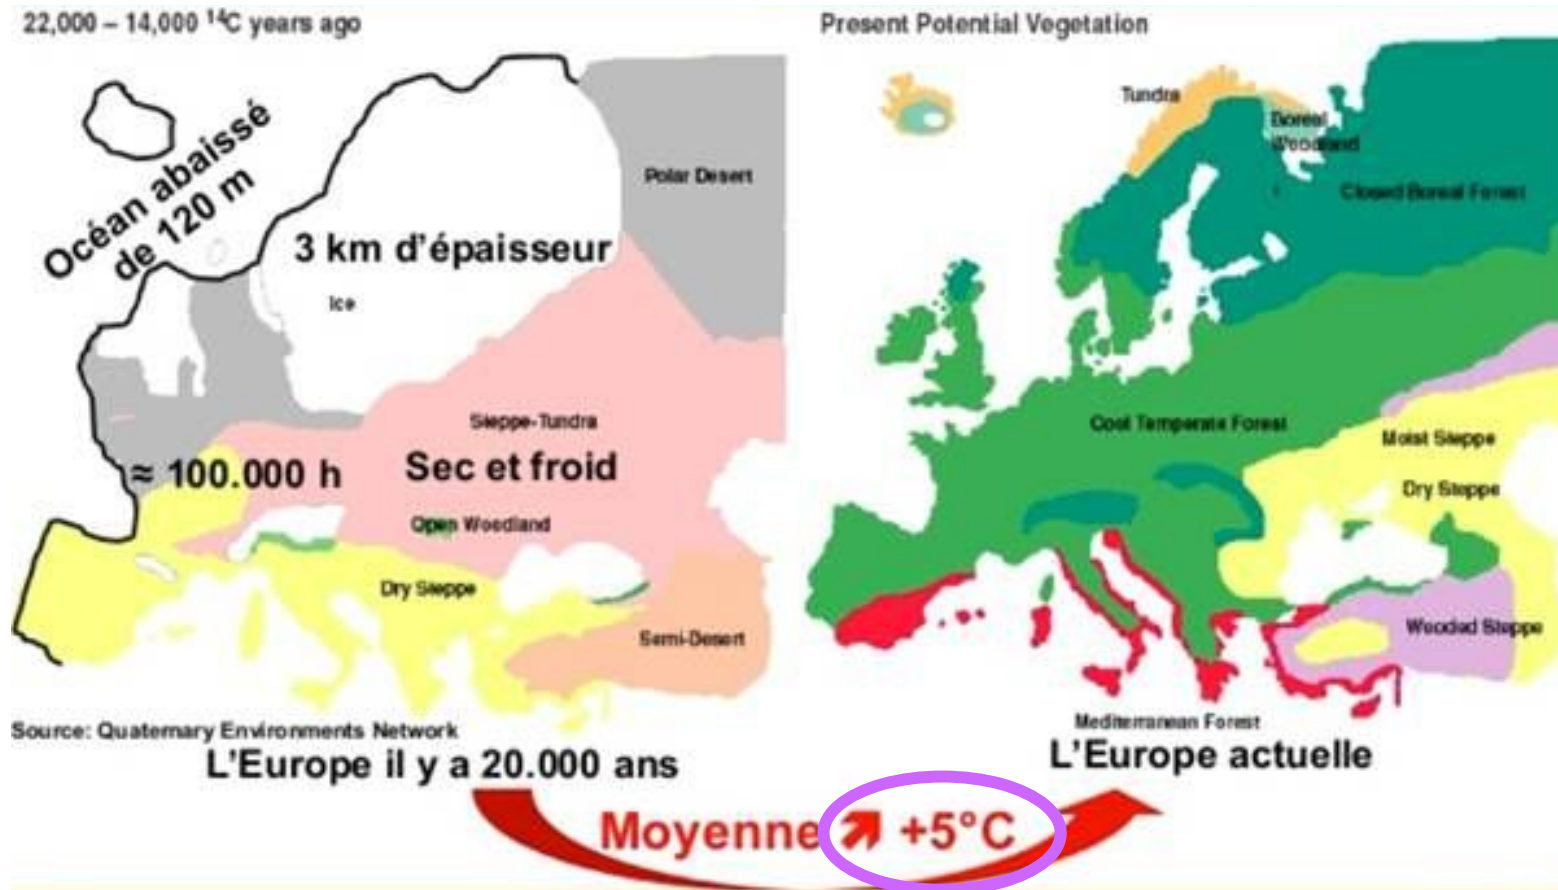 22,000 – 14,000 ¹⁴C years ago
Océan abaissé
de 120 m
3 km d'épaisseur
Ice
Polar Desert
Steppe-Tundra
≈ 100.000 h
Sec et froid
Open Woodland
Dry Steppe
Semi-Desert
Source: Quaternary Environments Network
L'Europe il y a 20.000 ans
Present Potential Vegetation
Tundra
Boreal
Woodland
Closed Boreal Forest
Cool Temperate Forest
Moist Steppe
Dry Steppe
Wooded Steppe
Mediterranean Forest
L'Europe actuelle
Moyenne +5°C